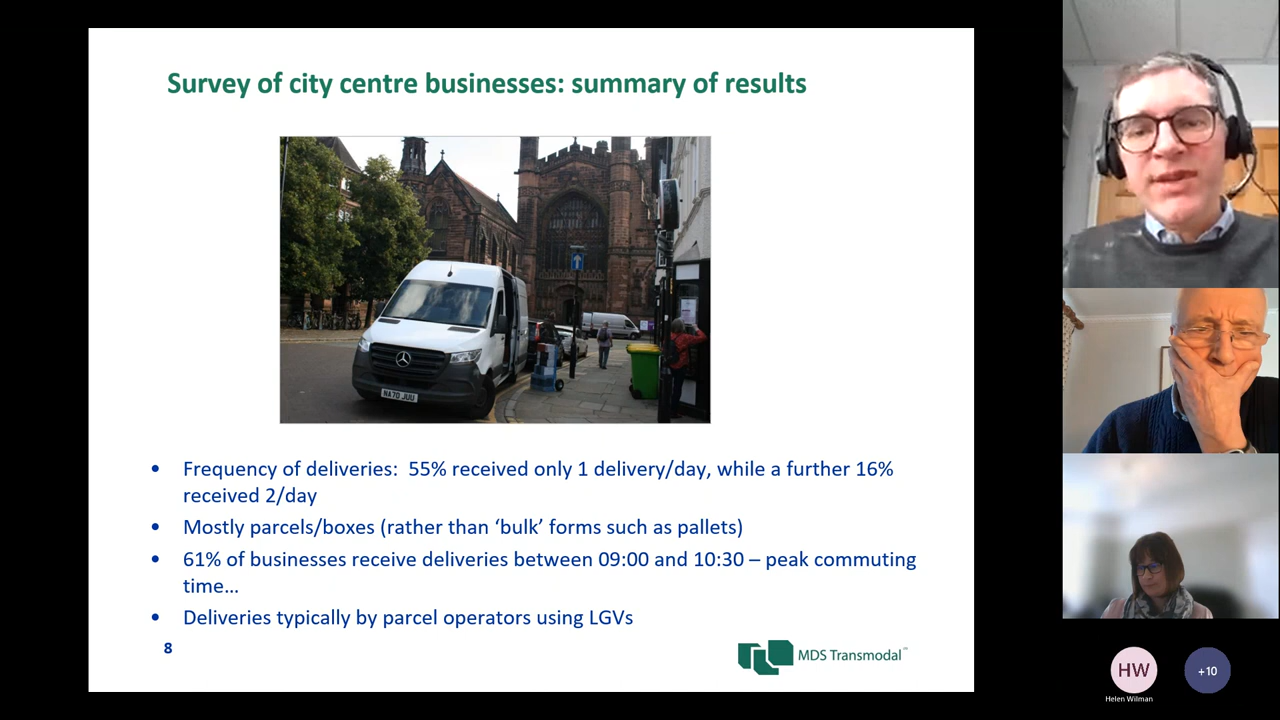 Survey of city centre businesses: summary of results
NA70 JUU
• Frequency of deliveries: 55% received only 1 delivery/day, while a further 16%
received 2/day
• Mostly parcels/boxes (rather than ‘bulk’ forms such as pallets)
• 61% of businesses receive deliveries between 09:00 and 10:30 – peak commuting
time…
• Deliveries typically by parcel operators using LGVs
8
MDS Transmodal
HW
+10
Helen Wilman